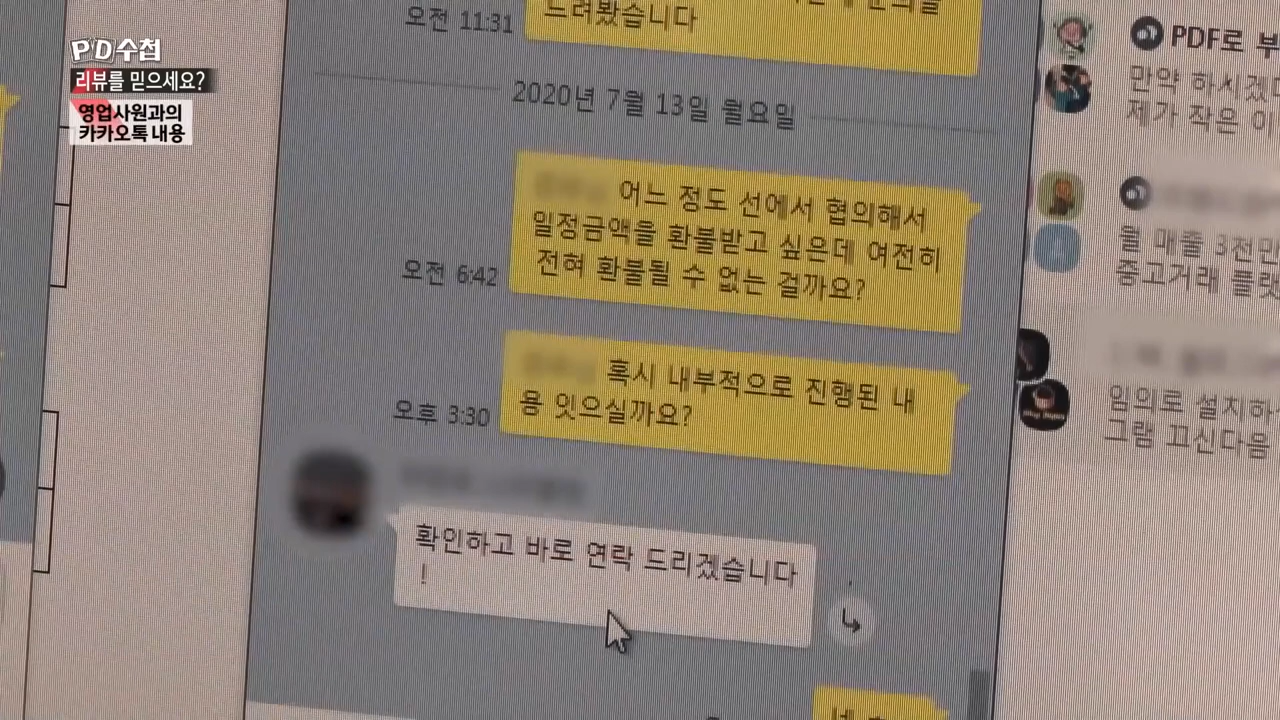 PD수첩
리뷰를 믿으세요?
영업사원과의
카카오톡 내용
오전 11:31
드려봤습니다
2020년 7월 13일 월요일
어느 정도 선에서 협의해서
일정금액을 환불받고 싶은데 여전히
전혀 환불될 수 없는 걸까요?
오전 6:42
혹시 내부적으로 진행된 내
용 잇으실까요?
오후 3:30
확인하고 바로 연락 드리겠습니다
!
PDF로 부
만약 하시겠
제가 작은 이
월 매출 3천만
중고거래 플랫
임의로 설치하
그램 끄신다음